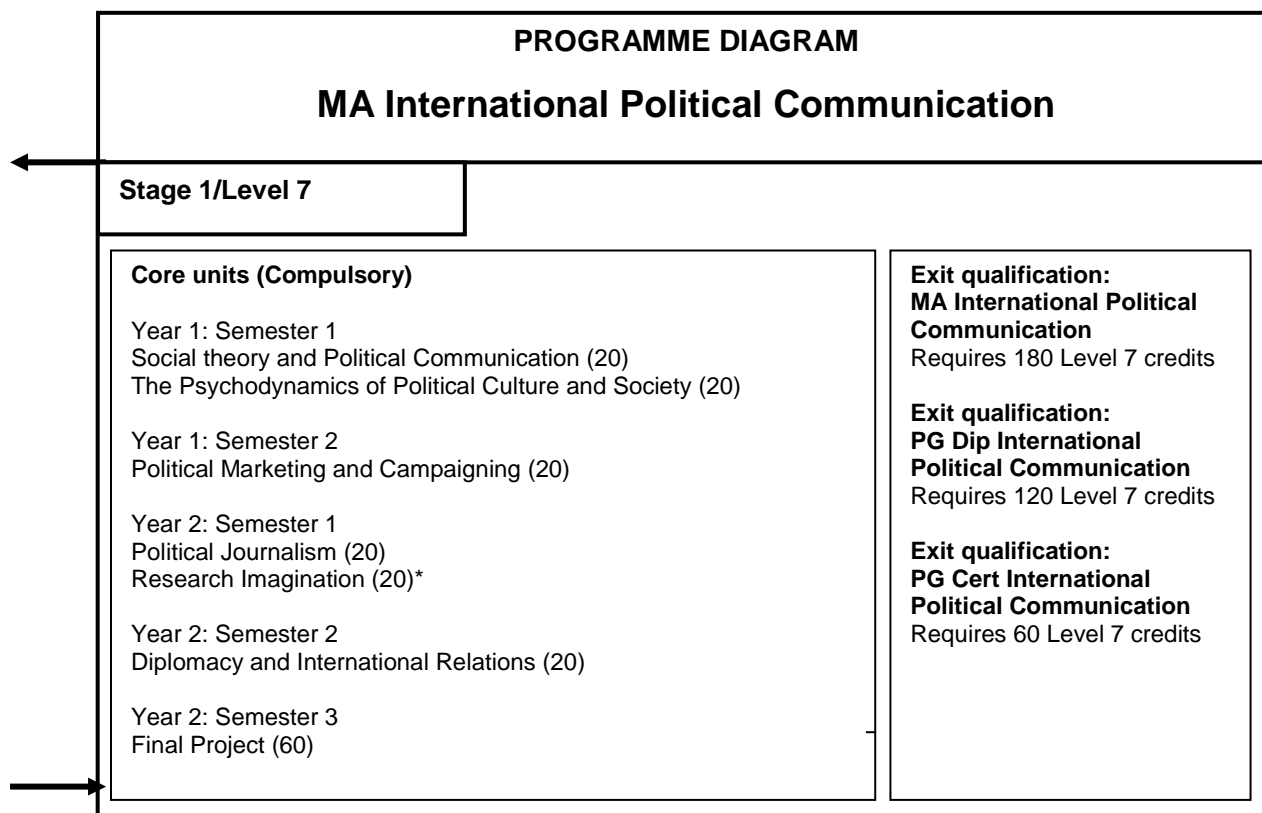 PROGRAMME DIAGRAM
MA International Political Communication
Stage 1/Level 7
Core units (Compulsory)
Year 1: Semester 1
Social theory and Political Communication (20)
The Psychodynamics of Political Culture and Society (20)
Year 1: Semester 2
Political Marketing and Campaigning (20)
Year 2: Semester 1
Political Journalism (20)
Research Imagination (20)*
Year 2: Semester 2
Diplomacy and International Relations (20)
Year 2: Semester 3
Final Project (60)
Exit qualification:
MA International Political
Communication
Requires 180 Level 7 credits
Exit qualification:
PG Dip International
Political Communication
Requires 120 Level 7 credits
Exit qualification:
PG Cert International
Political Communication
Requires 60 Level 7 credits